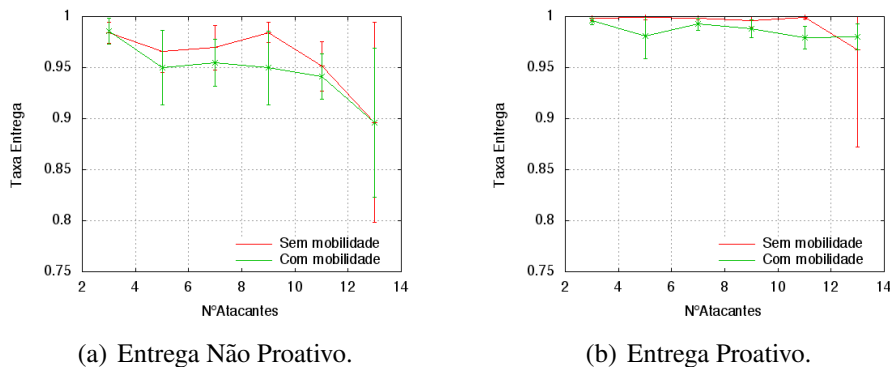 1
0.95
0.9
0.85
0.8
0.75
Taxa Entrega
Sem mobilidade
Com mobilidade
2 4 6 8 10 12 14
NºAtacantes
(a) Entrega Não Proativo.
1
0.95
0.9
0.85
0.8
0.75
Taxa Entrega
Sem mobilidade
Com mobilidade
2 4 6 8 10 12 14
NºAtacantes
(b) Entrega Proativo.